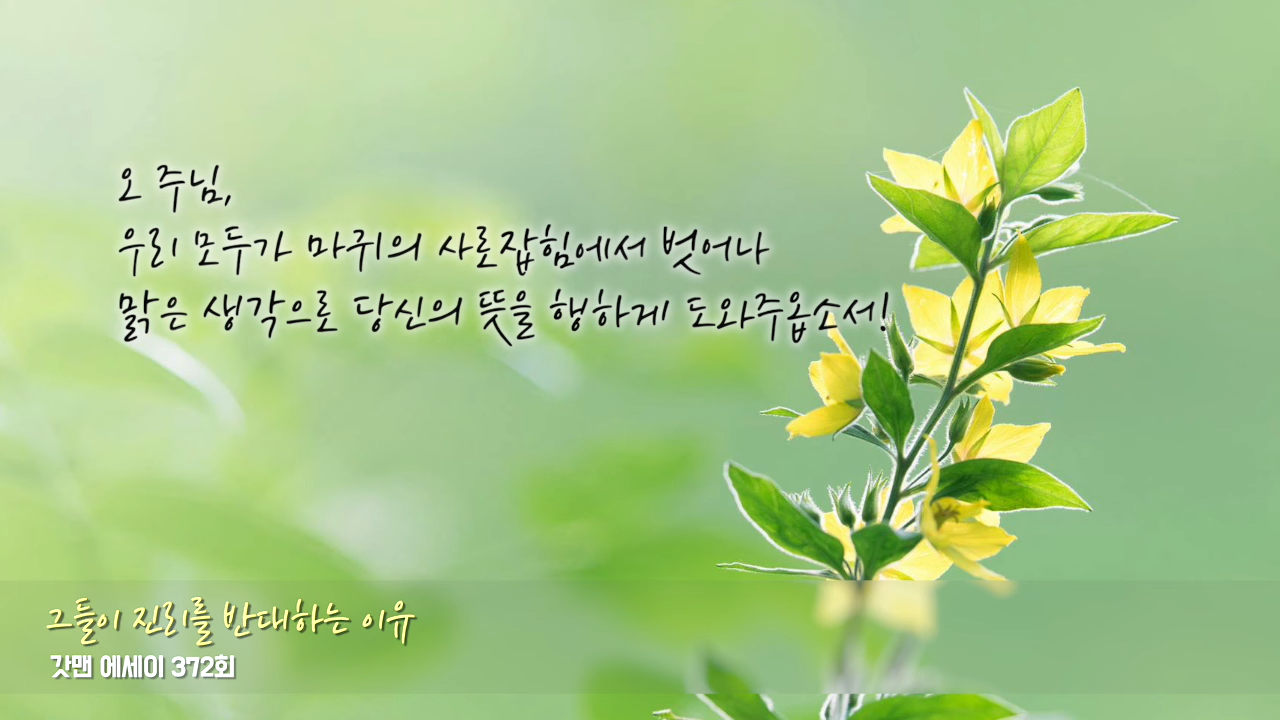 오 주님,
우리 모두가 마귀의 사로잡힘에서 벗어나
맑은 생각으로 당신의 뜻을 행하게 도와주옵소서!
그들이 진리를 반대하는 이유
갓맨 에세이 372회